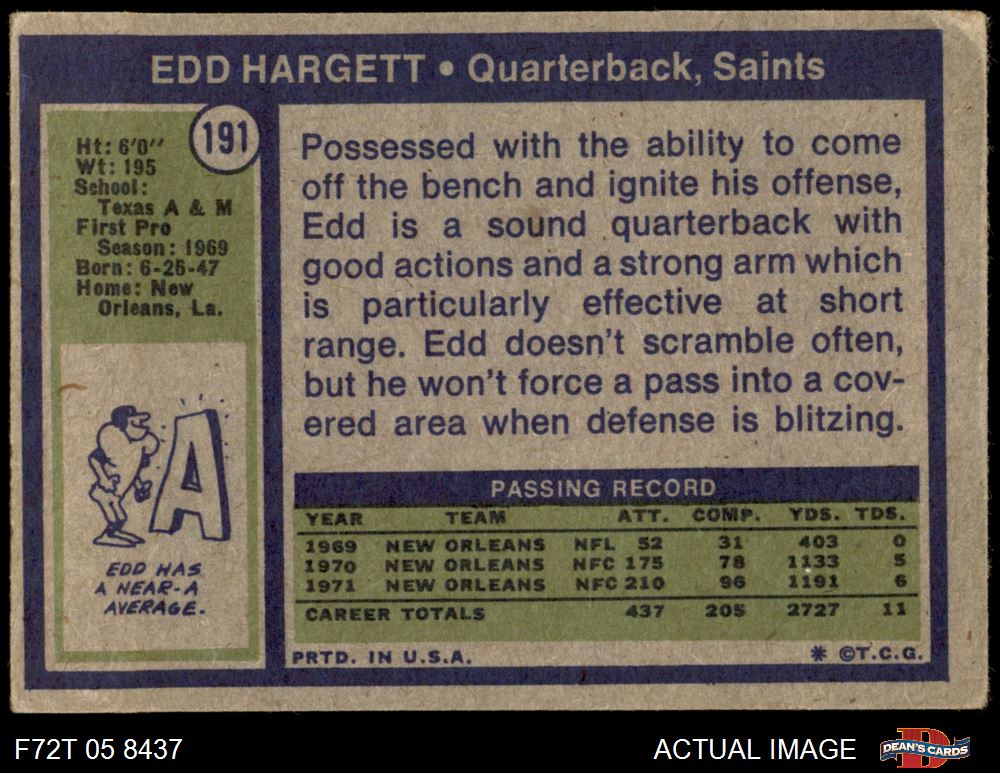 EDD HARGETT • Quarterback, Saints
191
Ht: 6'0"
Wt: 195
School:
Texas A & M
First Pro
Season: 1969
Born: 6-26-47
Home: New
Orleans, La.
A
EDD HAS
A NEAR-A
AVERAGE.
Possessed with the ability to come
off the bench and ignite his offense,
Edd is a sound quarterback with
good actions and a strong arm which
is particularly effective at short
range. Edd doesn't scramble often,
but he won't force a pass into a cov-
ered area when defense is blitzing.
PASSING RECORD
YEAR TEAM ATT. COMP. YDS. TDS.
1969 NEW ORLEANS NFL 52 31 403 0
1970 NEW ORLEANS NFC 175 78 1133 5
1971 NEW ORLEANS NFC 210 96 1191 6
CAREER TOTALS 437 205 2727 11
PRTD. IN U.S.A. * ©T.C.G.
F72T 05 8437 ACTUAL IMAGE DEAN'S CARDS